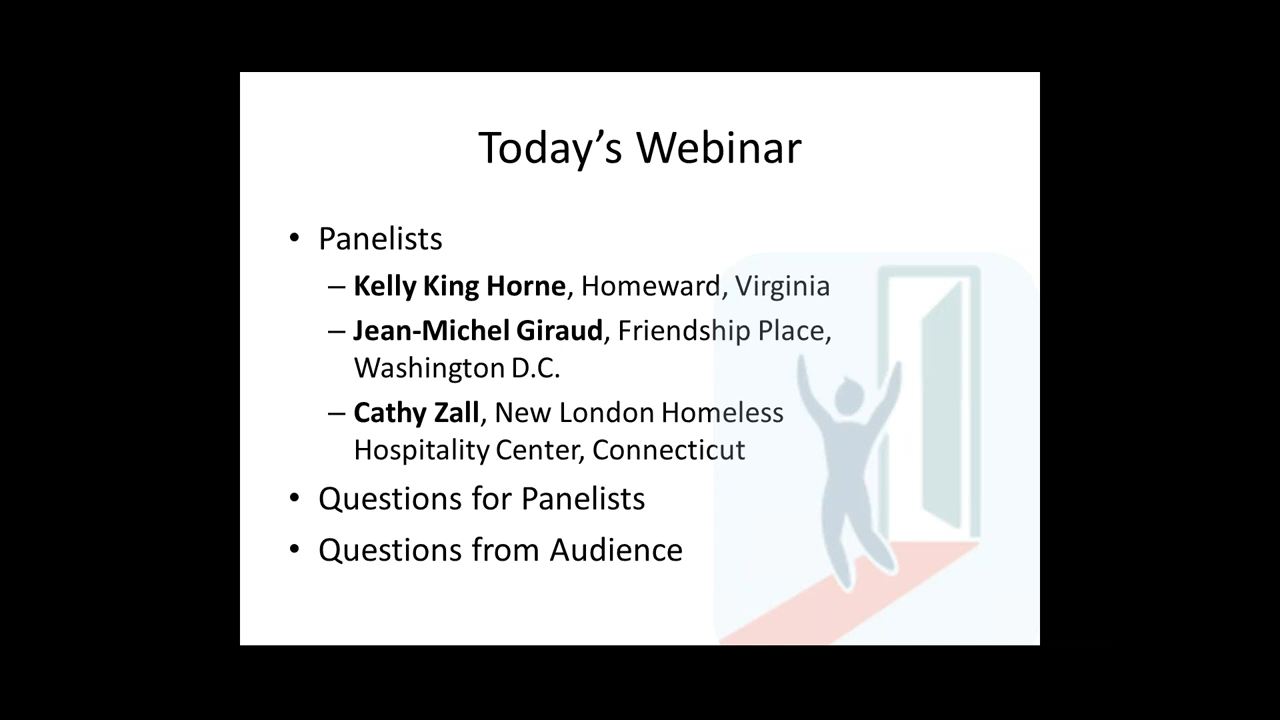 Today’s Webinar
• Panelists
– Kelly King Horne, Homeward, Virginia
– Jean-Michel Giraud, Friendship Place,
Washington D.C.
– Cathy Zall, New London Homeless
Hospitality Center, Connecticut
• Questions for Panelists
• Questions from Audience